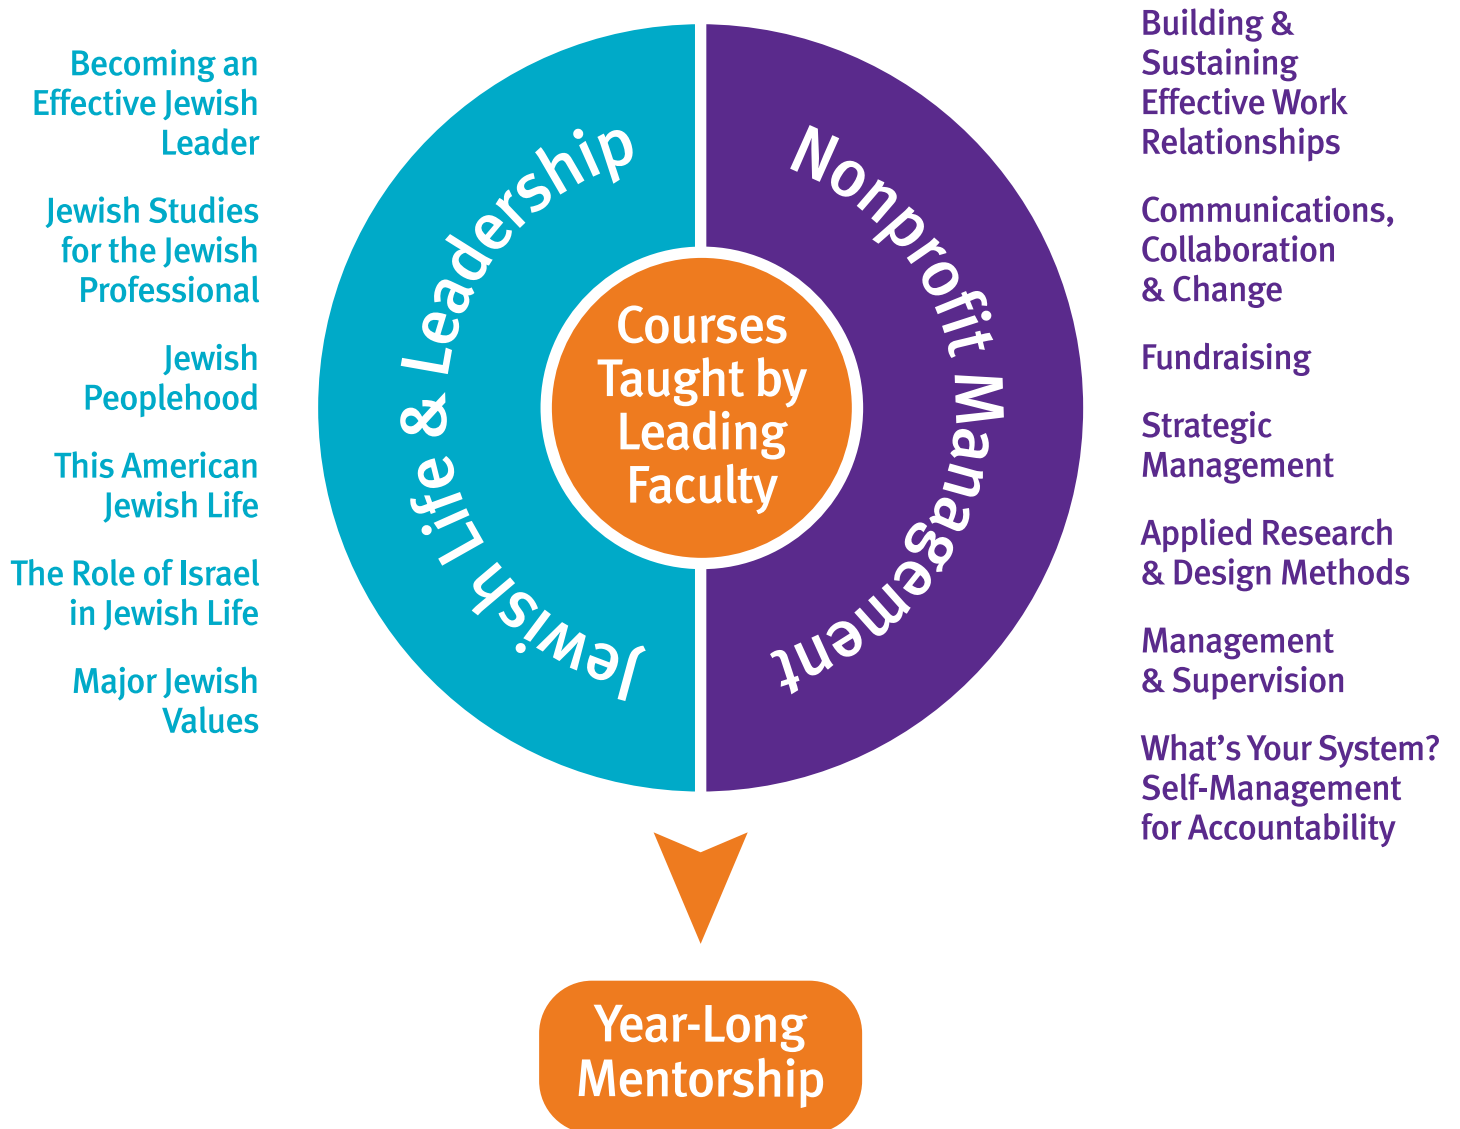 Becoming an
Effective Jewish
Leader
Jewish Studies
for the Jewish
Professional
Jewish
Peoplehood
This American
Jewish Life
The Role of Israel
in Jewish Life
Major Jewish
Values
Jewish Life & Leadership
Courses
Taught by
Leading
Faculty
Nonprofit Management
Building &
Sustaining
Effective Work
Relationships
Communications,
Collaboration
& Change
Fundraising
Strategic
Management
Applied Research
& Design Methods
Management
& Supervision
What’s Your System?
Self-Management
for Accountability
Year-Long
Mentorship